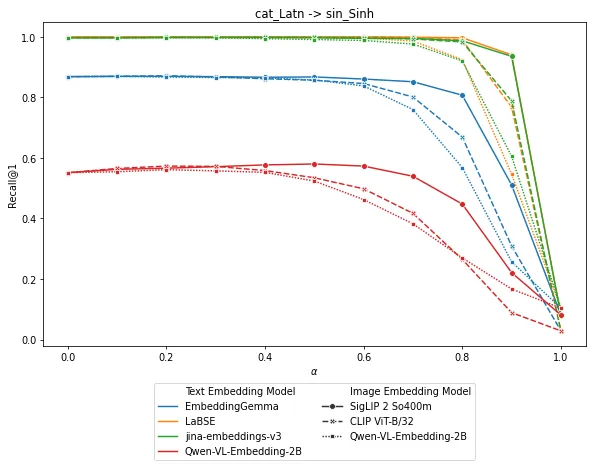 cat_Latn -> sin_Sinh
Recall@1
1.0
0.8
0.6
0.4
0.2
0.0
0.0 0.2 0.4 0.6 0.8 1.0
α
Text Embedding Model
EmbeddingGemma
LaBSE
jina-embeddings-v3
Qwen-VL-Embedding-2B
Image Embedding Model
SigLIP 2 So400m
CLIP ViT-B/32
Qwen-VL-Embedding-2B